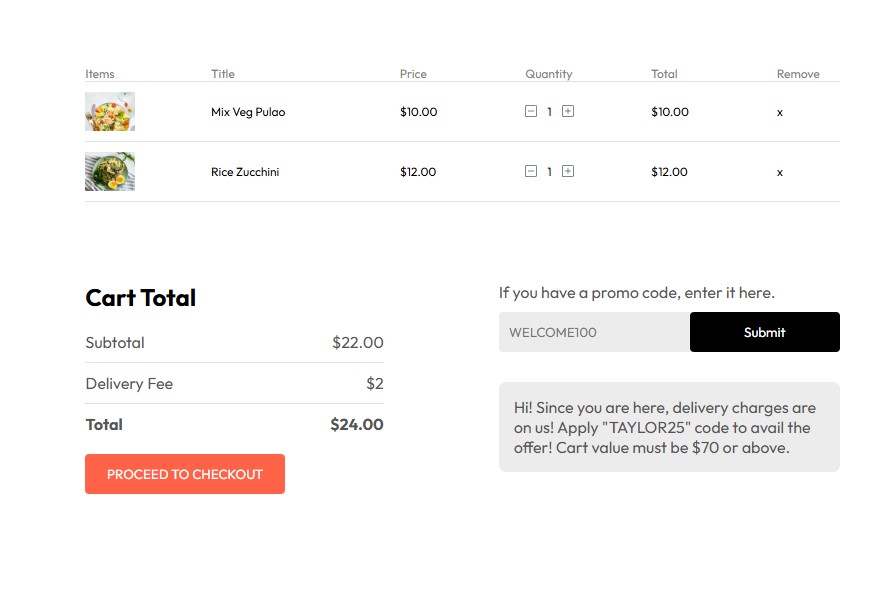 Items Title Price Quantity Total Remove
Mix Veg Pulao $10.00 1 $10.00 x
Rice Zucchini $12.00 1 $12.00 x
Cart Total
Subtotal $22.00
Delivery Fee $2
Total $24.00
PROCEED TO CHECKOUT
If you have a promo code, enter it here.
WELCOME100 Submit
Hi! Since you are here, delivery charges are
on us! Apply "TAYLOR25" code to avail the
offer! Cart value must be $70 or above.